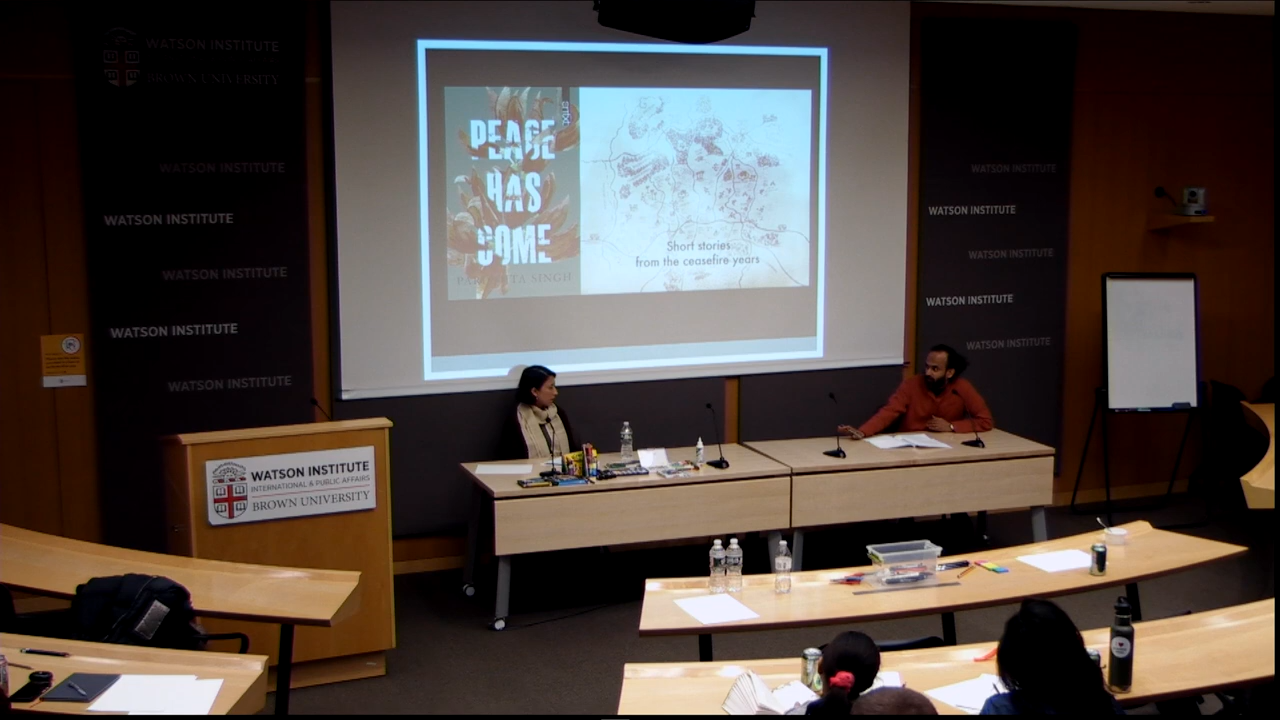 WATSON INSTITUTE
BROWN UNIVERSITY
WATSON INSTITUTE
WATSON INSTITUTE
WATSON INSTITUTE
WATSON INSTITUTE
WATSON INSTITUTE
PEACE
HAS
COME
PARISMITA SINGH
Short stories
from the ceasefire years
WATSON INSTITUTE
WATSON INSTITUTE
WATSON INSTITUTE
WATSON INSTITUTE
WATSON INSTITUTE
WATSON INSTITUTE
INTERNATIONAL & PUBLIC AFFAIRS
BROWN UNIVERSITY